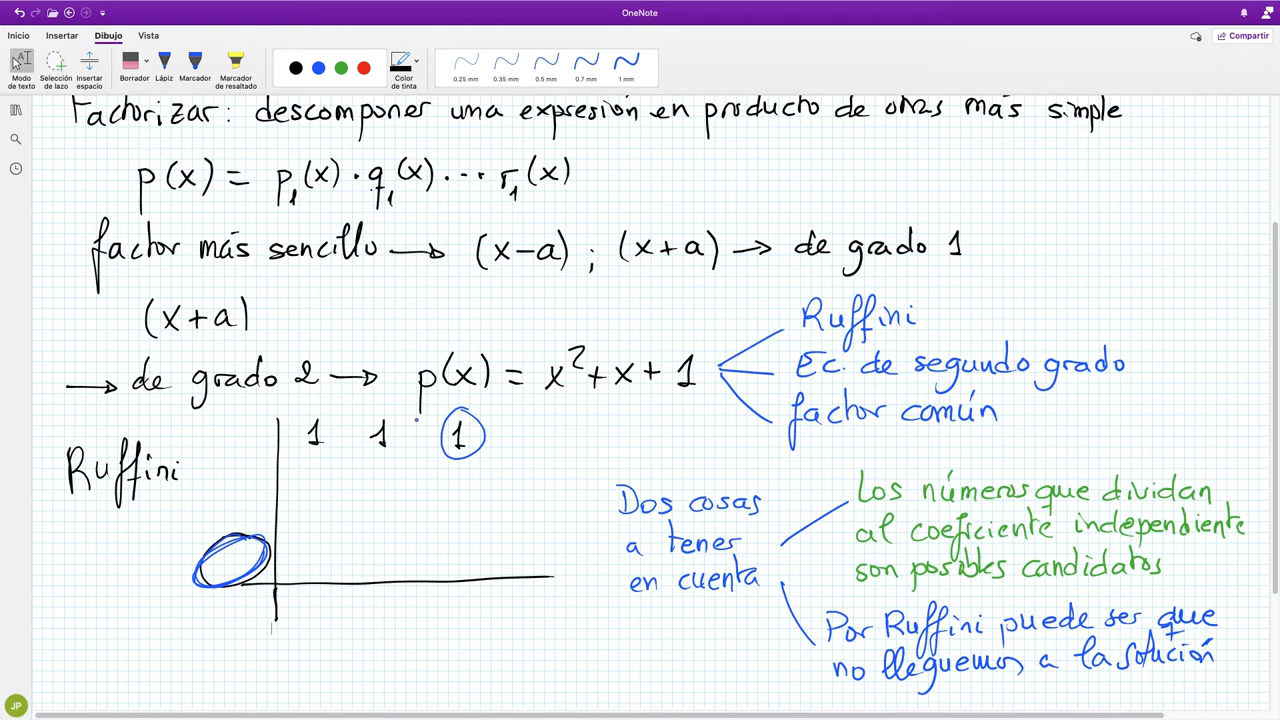 OneNote
Inicio Insertar Dibujo Vista
Compartir
Modo de texto
Selección de lazo
Insertar espacio
Borrador
Lápiz
Marcador
Marcador de resaltado
Color de tinta
0.25 mm 0.35 mm 0.5 mm 0.7 mm 1 mm
Factorizar: descomponer una expresión en producto de otras más simple
p(x) = p₁(x) · q₁(x) · ·· r₁(x)
factor más sencillo → (x-a) ; (x+a) → de grado 1
(x+a)
→ de grado 2 → p(x) = x²+x+1
Ruffini
Ec. de segundo grado
factor común
Ruffini
1 1 1
Dos cosas
a tener
en cuenta
Los números que dividan
al coeficiente independiente
son posibles candidatos
Por Ruffini puede ser que
no lleguemos a la solución
JP